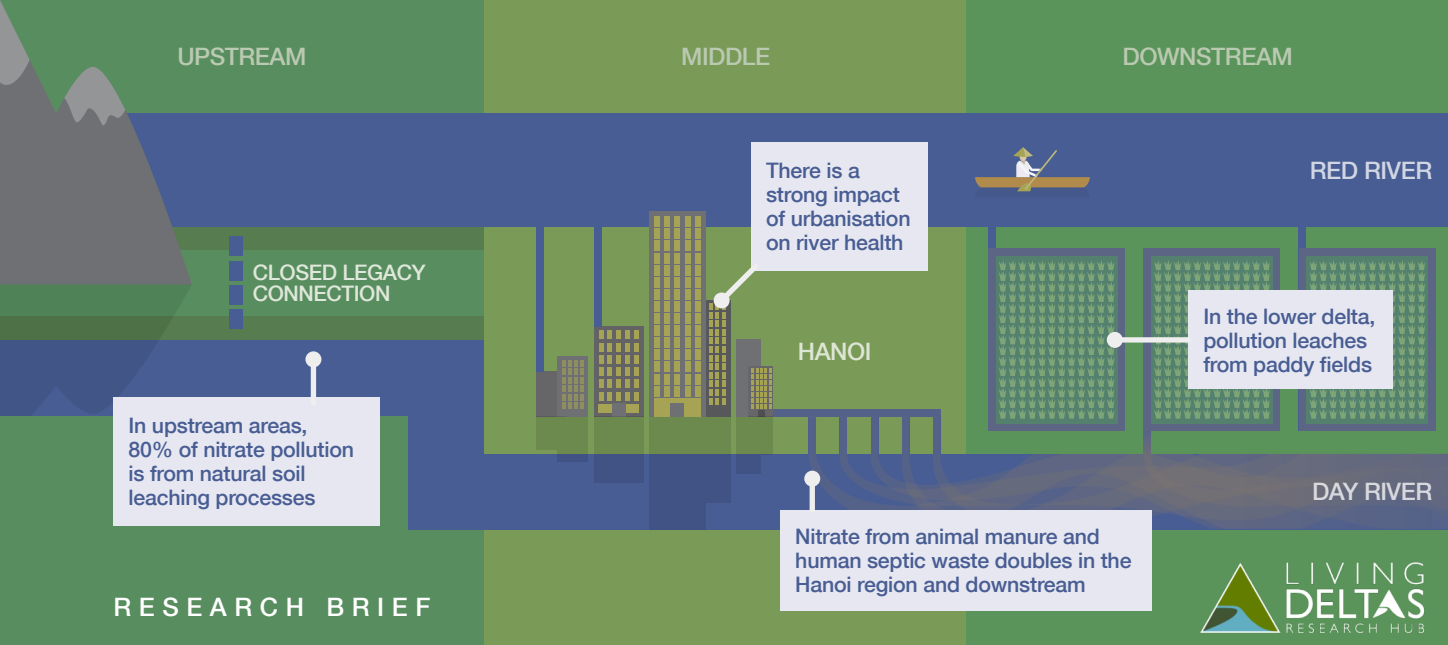 UPSTREAM
MIDDLE
DOWNSTREAM
RED RIVER
There is a
strong impact
of urbanisation
on river health
CLOSED LEGACY
CONNECTION
HANOI
In the lower delta,
pollution leaches
from paddy fields
In upstream areas,
80% of nitrate pollution
is from natural soil
leaching processes
DAY RIVER
Nitrate from animal manure and
human septic waste doubles in the
Hanoi region and downstream
RESEARCH BRIEF
LIVING
DELTAS
RESEARCH HUB